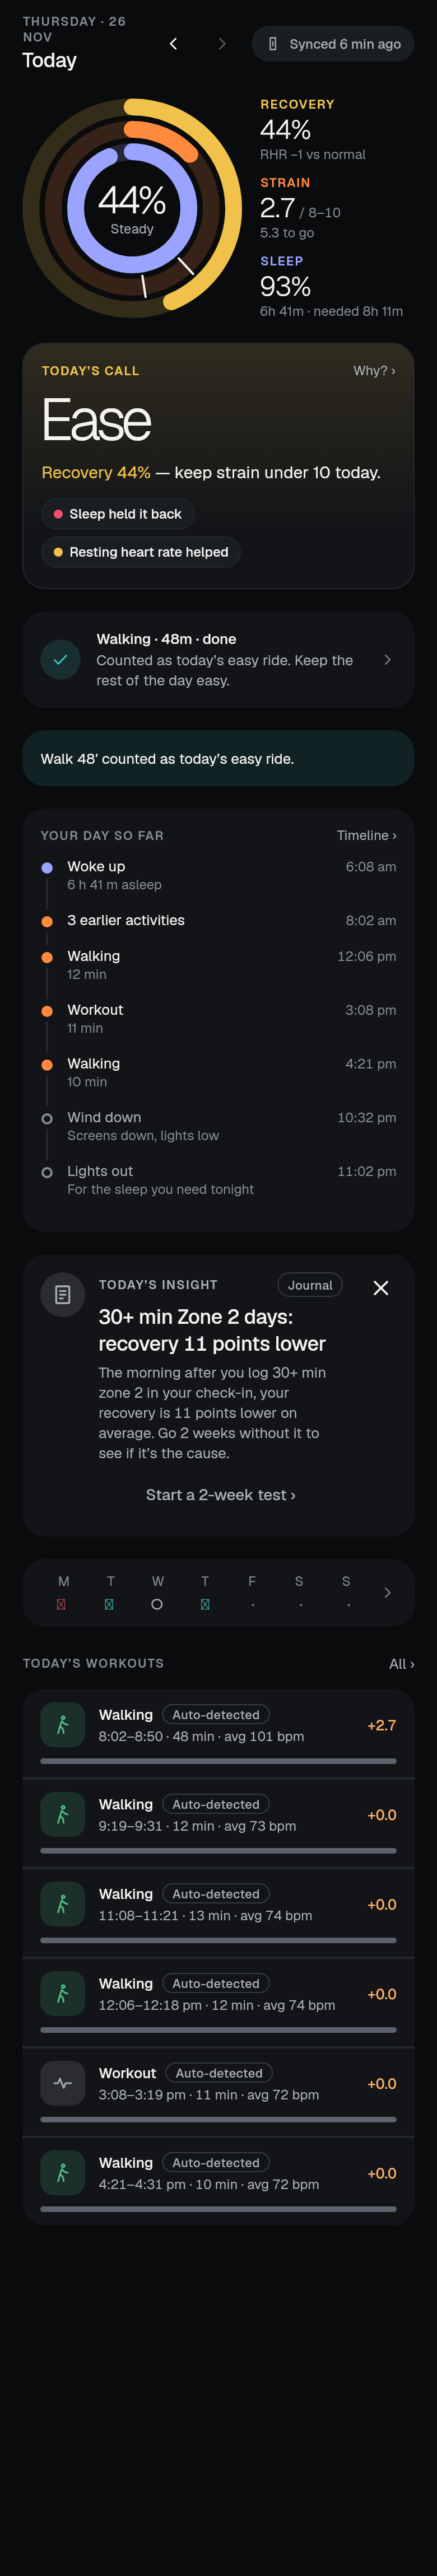 THURSDAY · 26
NOV
Today
Synced 6 min ago
44%
Steady
RECOVERY
44%
RHR −1 vs normal
STRAIN
2.7 / 8–10
5.3 to go
SLEEP
93%
6h 41m · needed 8h 11m
TODAY’S CALL
Why? ›
Ease
Recovery 44% — keep strain under 10 today.
Sleep held it back
Resting heart rate helped
Walking · 48m · done
Counted as today’s easy ride. Keep the
rest of the day easy.
Walk 48′ counted as today’s easy ride.
YOUR DAY SO FAR
Timeline ›
Woke up
6:08 am
6 h 41 m asleep
3 earlier activities
8:02 am
Walking
12:06 pm
12 min
Workout
3:08 pm
11 min
Walking
4:21 pm
10 min
Wind down
10:32 pm
Screens down, lights low
Lights out
11:02 pm
For the sleep you need tonight
TODAY’S INSIGHT
Journal
30+ min Zone 2 days:
recovery 11 points lower
The morning after you log 30+ min
zone 2 in your check-in, your
recovery is 11 points lower on
average. Go 2 weeks without it to
see if it’s the cause.
Start a 2-week test ›
M T W T F S S
TODAY’S WORKOUTS
All ›
Walking Auto-detected
8:02–8:50 · 48 min · avg 101 bpm
+2.7
Walking Auto-detected
9:19–9:31 · 12 min · avg 73 bpm
+0.0
Walking Auto-detected
11:08–11:21 · 13 min · avg 74 bpm
+0.0
Walking Auto-detected
12:06–12:18 pm · 12 min · avg 74 bpm
+0.0
Workout Auto-detected
3:08–3:19 pm · 11 min · avg 72 bpm
+0.0
Walking Auto-detected
4:21–4:31 pm · 10 min · avg 72 bpm
+0.0